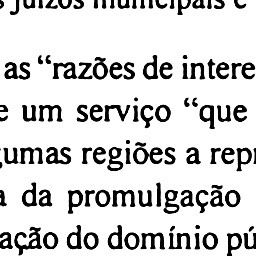 s juízos municipais e
as “razões de intere
e um serviço “que
gumas regiões a repr
a da promulgação
ação do domínio pú